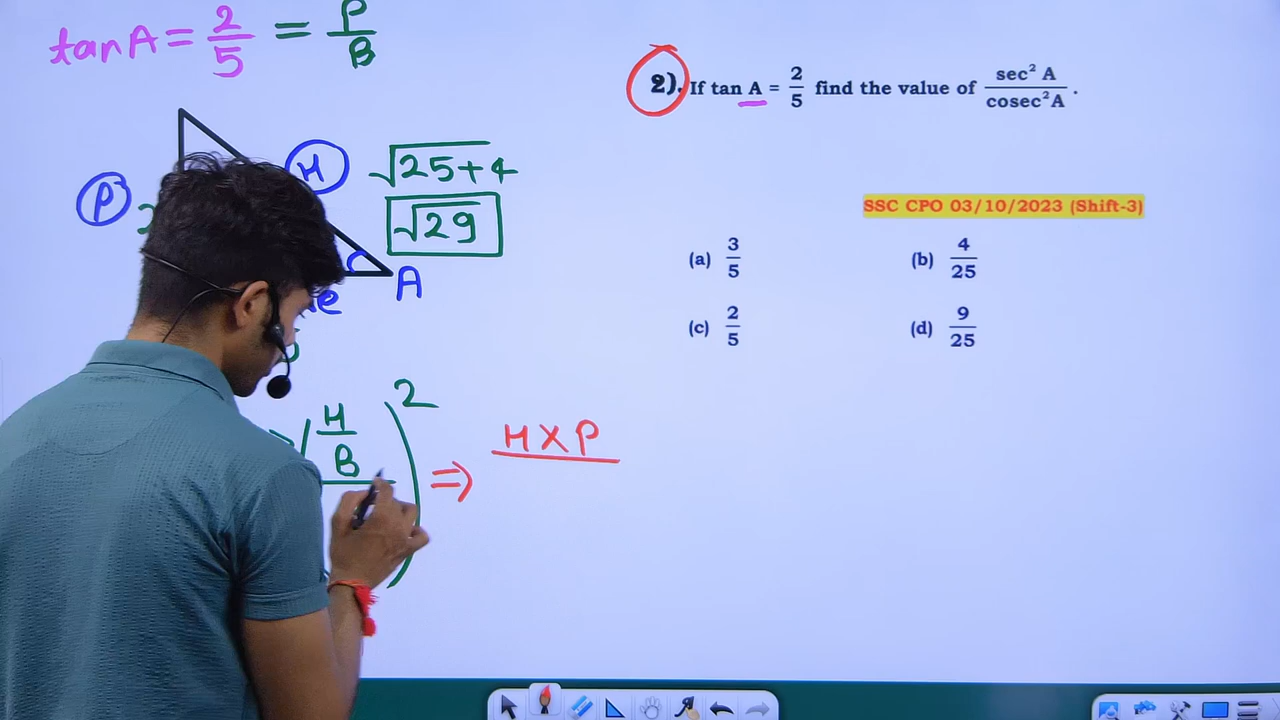 tanA = 2/5 = P/B
2). If tan A = 2/5 find the value of sec² A / cosec²A .
P
H
√25+4
√29
A
SSC CPO 03/10/2023 (Shift-3)
(a) 3/5 (b) 4/25
(c) 2/5 (d) 9/25
(H/B)² ⇒ H X P